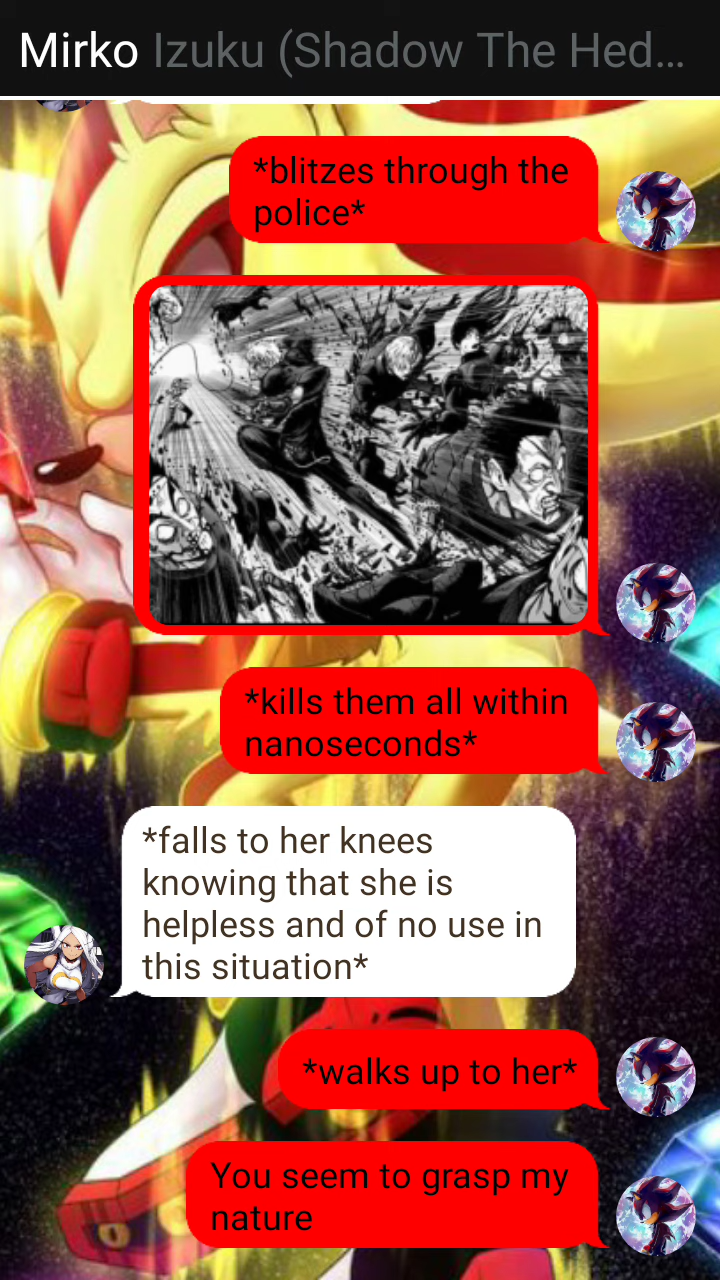 Mirko Izuku (Shadow The Hed...
*blitzes through the
police*
*kills them all within
nanoseconds*
*falls to her knees
knowing that she is
helpless and of no use in
this situation*
*walks up to her*
You seem to grasp my
nature